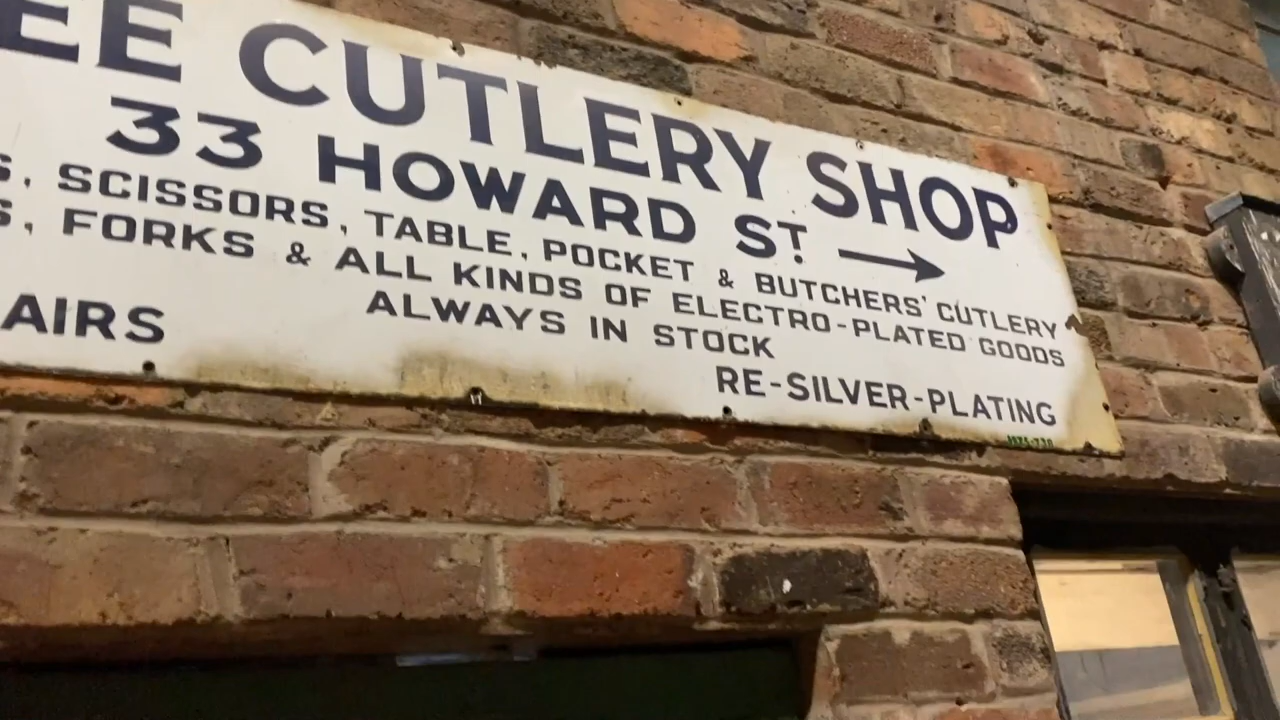 EE CUTLERY SHOP
33 HOWARD ST. →
S, SCISSORS, TABLE, POCKET & BUTCHERS' CUTLERY
S, FORKS & ALL KINDS OF ELECTRO-PLATED GOODS
ALWAYS IN STOCK
AIRS
RE-SILVER-PLATING